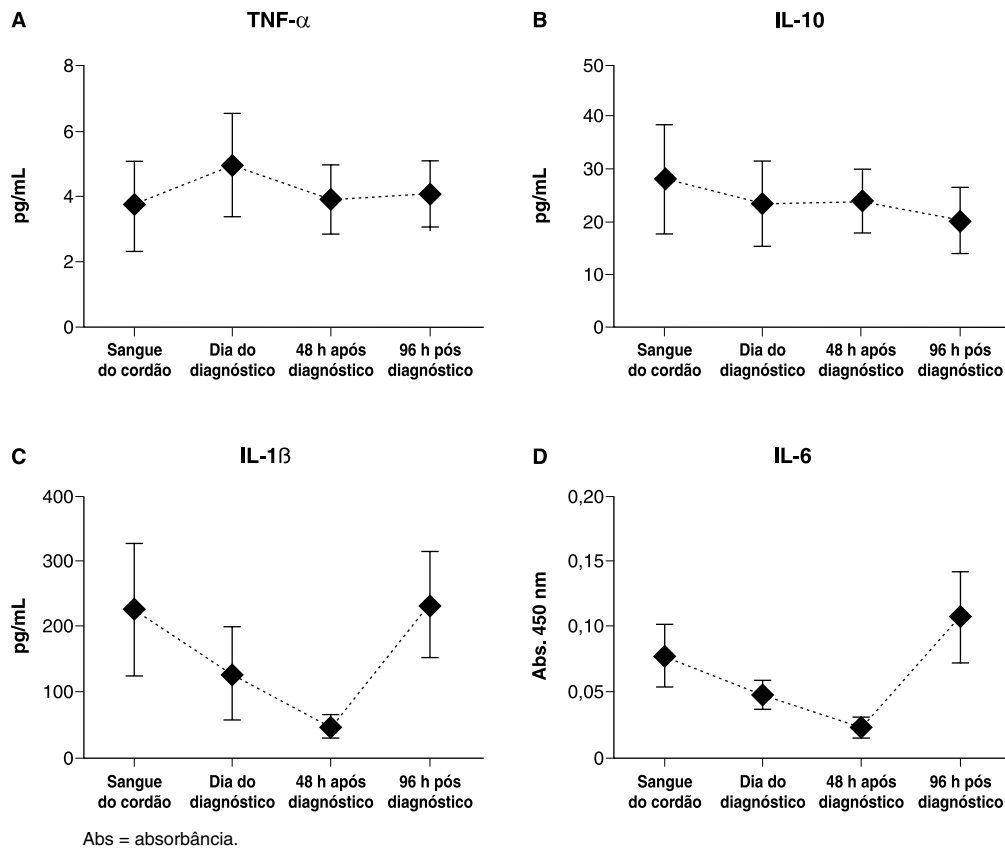 A
TNF-α
8
6
4
2
0
pg/mL
Sangue
do cordão
Dia do
diagnóstico
48 h após
diagnóstico
96 h pós
diagnóstico
B
IL-10
50
40
30
20
10
0
pg/mL
Sangue
do cordão
Dia do
diagnóstico
48 h após
diagnóstico
96 h pós
diagnóstico
C
IL-1ß
400
300
200
100
0
pg/mL
Sangue
do cordão
Dia do
diagnóstico
48 h após
diagnóstico
96 h pós
diagnóstico
D
IL-6
0,20
0,15
0,10
0,05
0
Abs. 450 nm
Sangue
do cordão
Dia do
diagnóstico
48 h após
diagnóstico
96 h pós
diagnóstico
Abs = absorbância.